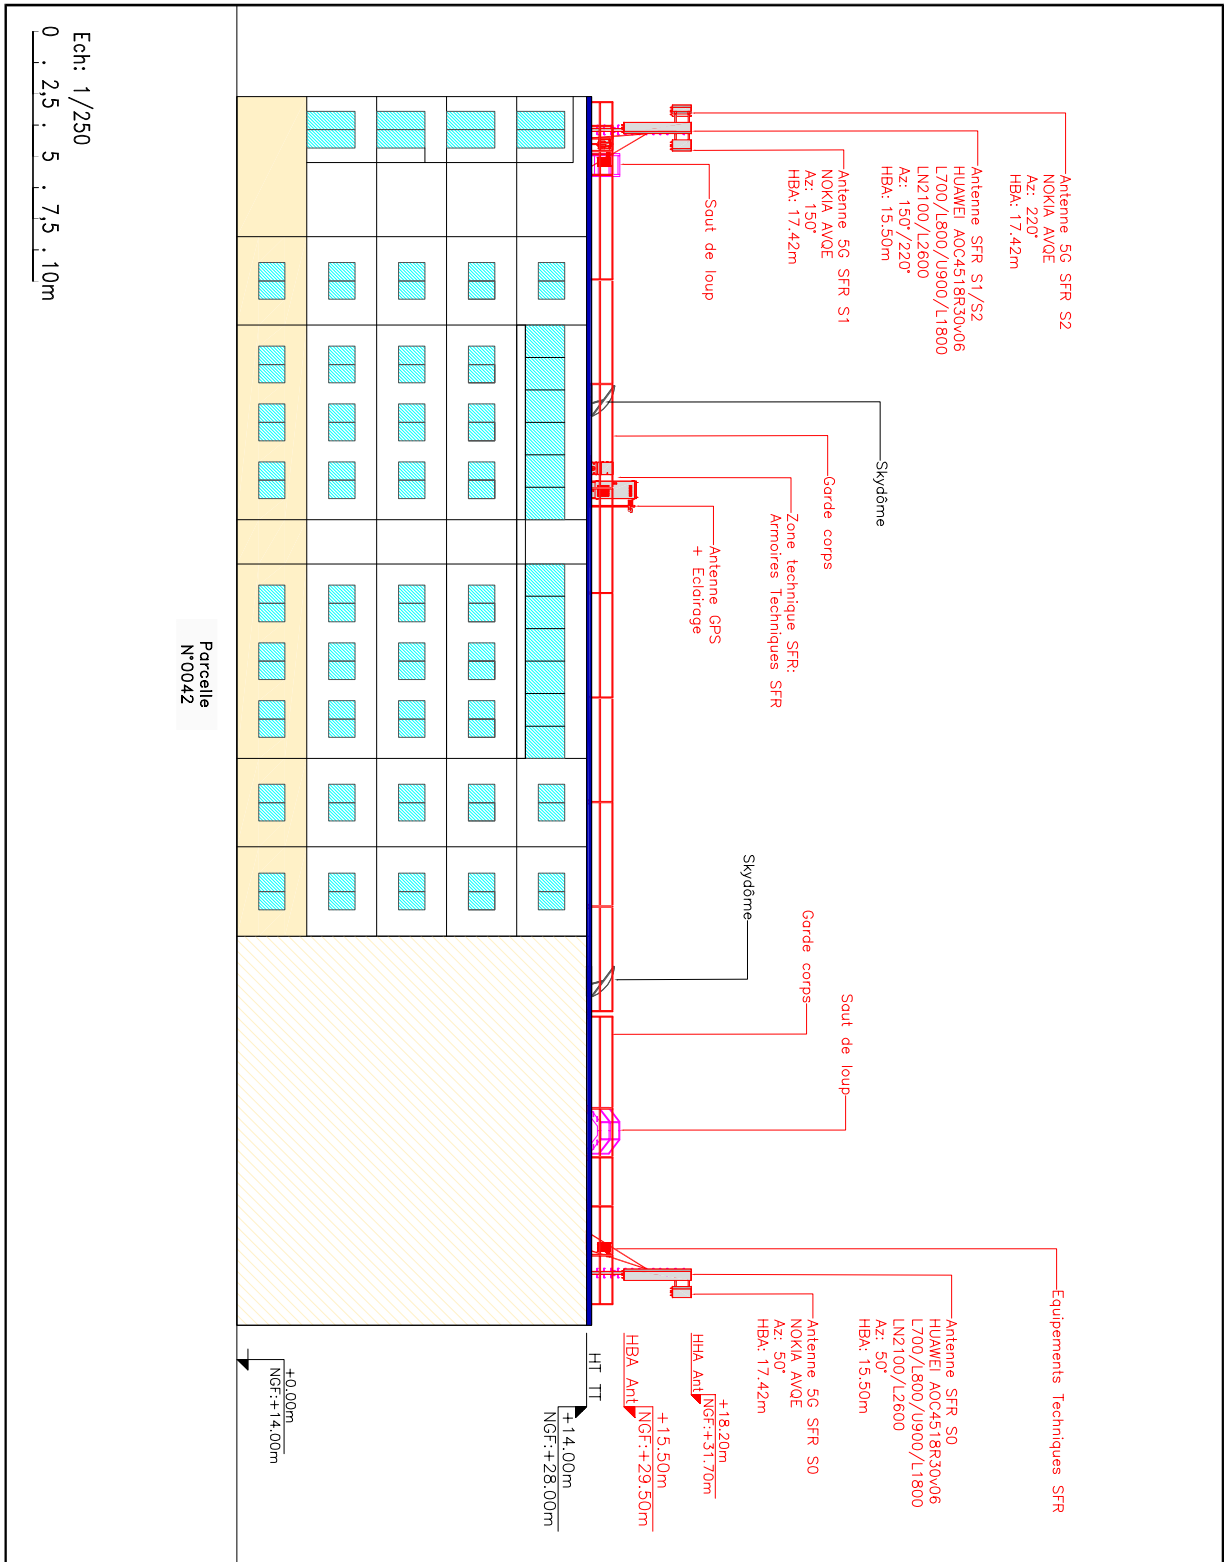 Antenne 5G SFR S2
NOKIA AVQE
Az: 220°
HBA: 17.42m
Antenne SFR S1/S2
HUAWEI AOC4518R30v06
L700/L800/U900/L1800
LN2100/L2600
Az: 150°/220°
HBA: 15.50m
Antenne 5G SFR S1
NOKIA AVQE
Az: 150°
HBA: 17.42m
Saut de loup
Skydôme
Garde corps
Zone technique SFR:
Armoires Techniques SFR
Antenne GPS
+ Eclairage
Skydôme
Garde corps
Saut de loup
Equipements Techniques SFR
Antenne SFR S0
HUAWEI AOC4518R30v06
L700/L800/U900/L1800
LN2100/L2600
Az: 50°
HBA: 15.50m
Antenne 5G SFR S0
NOKIA AVQE
Az: 50°
HBA: 17.42m
HHA Ant
+18.20m
NGF:+31.70m
HBA Ant
+15.50m
NGF:+29.50m
HT TT
+14.00m
NGF:+28.00m
+0.00m
NGF:+14.00m
Parcelle
N°0042
Ech: 1/250
0 . 2,5 . 5 . 7,5 . 10m